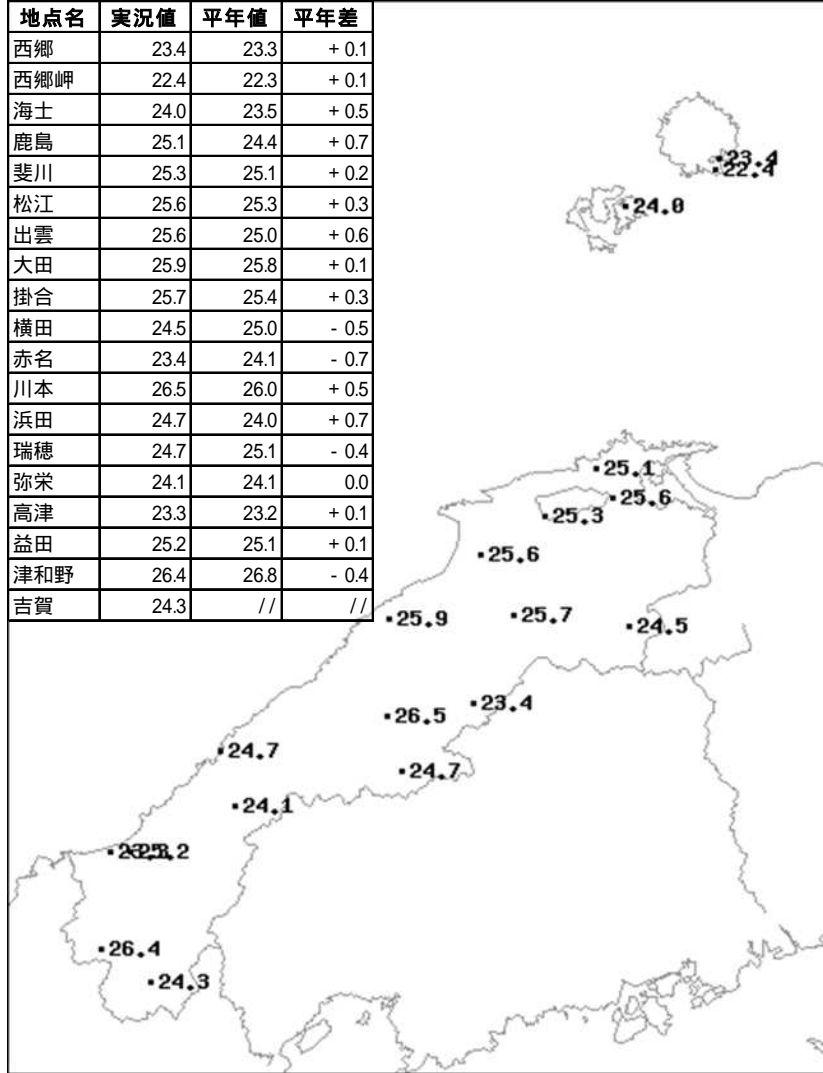 地点名 実況値 平年値 平年差
西郷 23.4 23.3 + 0.1
西郷岬 22.4 22.3 + 0.1
海士 24.0 23.5 + 0.5
鹿島 25.1 24.4 + 0.7
斐川 25.3 25.1 + 0.2
松江 25.6 25.3 + 0.3
出雲 25.6 25.0 + 0.6
大田 25.9 25.8 + 0.1
掛合 25.7 25.4 + 0.3
横田 24.5 25.0 - 0.5
赤名 23.4 24.1 - 0.7
川本 26.5 26.0 + 0.5
浜田 24.7 24.0 + 0.7
瑞穂 24.7 25.1 - 0.4
弥栄 24.1 24.1 0.0
高津 23.3 23.2 + 0.1
益田 25.2 25.1 + 0.1
津和野 26.4 26.8 - 0.4
吉賀 24.3 // //
23.4
22.4
24.0
25.1
25.6
25.3
25.6
25.9
25.7
24.5
23.4
26.5
24.7
24.7
24.1
23.3
25.2
26.4
24.3